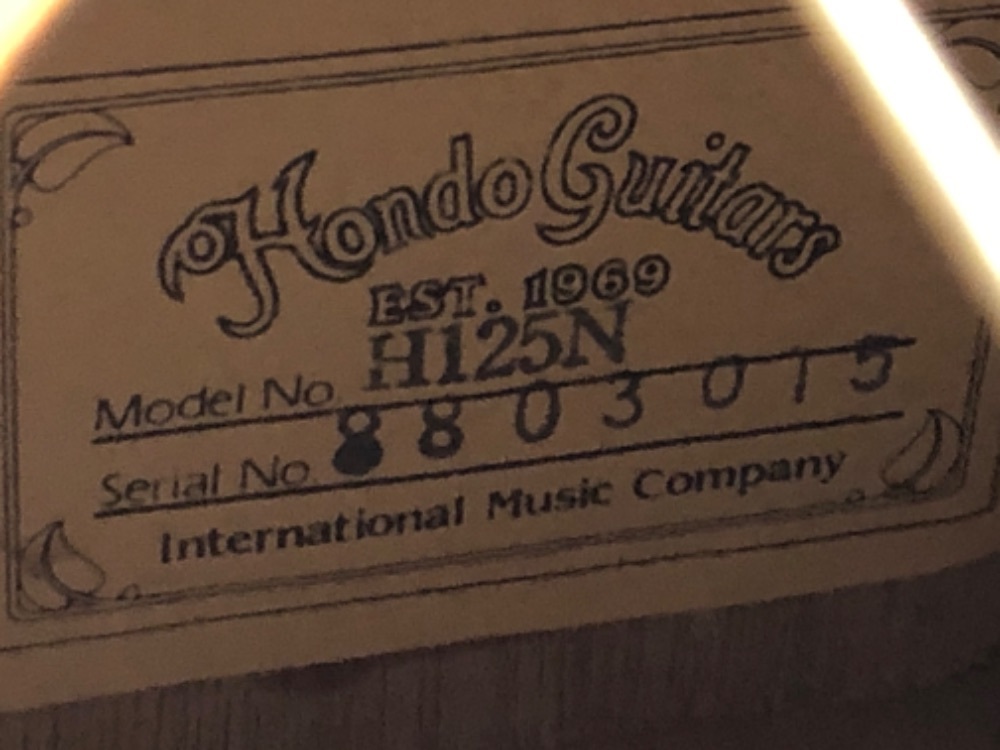 Hondo Guitars
EST. 1969
Model No. H125N
Serial No. 8803015
International Music Company